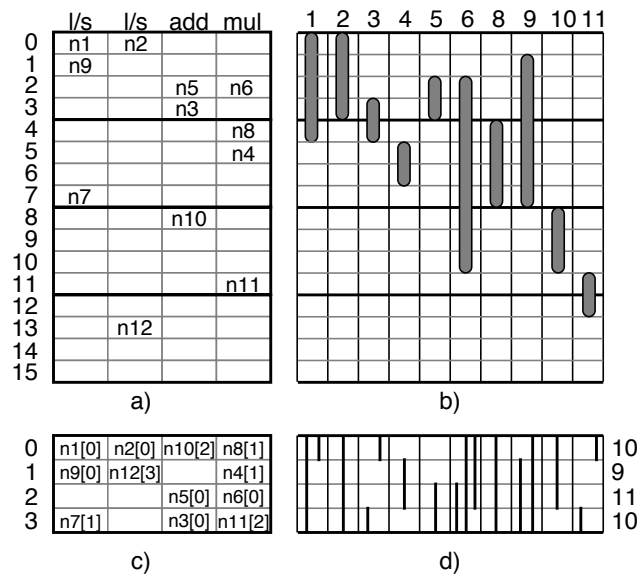 l/s l/s add mul
1 2 3 4 5 6 7 8 9 10 11
0 n1 n2
1 n9
2 n5 n6
3 n3
4 n8
5 n4
6
7 n7
8 n10
9
10
11 n11
12
13 n12
14
15
a) b)
0 n1[0] n2[0] n10[2] n8[1] 10
1 n9[0] n12[3] n4[1] 9
2 n5[0] n6[0] 11
3 n7[1] n3[0] n11[2] 10
c) d)